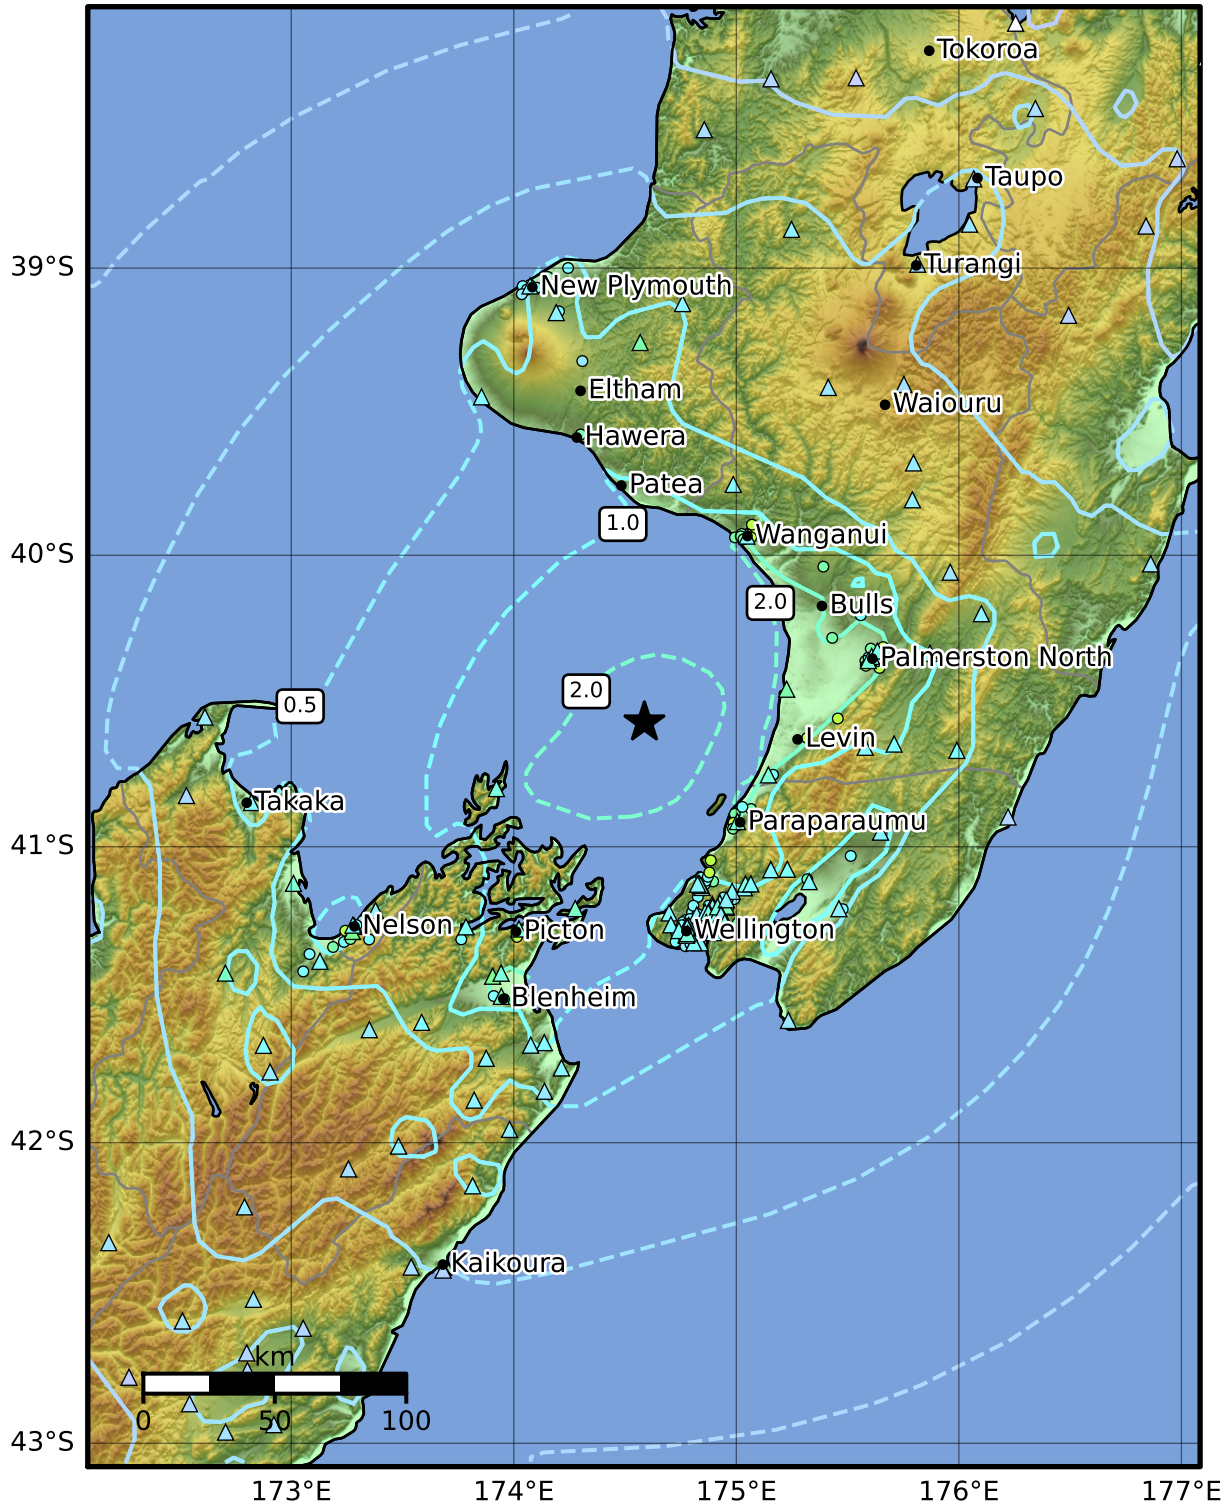 Tokoroa
Taupo
39°S
Turangi
New Plymouth
Eltham
Waiouru
Hawera
Patea
1.0
Wanganui
40°S
2.0
Bulls
Palmerston North
2.0
0.5
Levin
Takaka
Paraparaumu
41°S
Nelson
Picton
Wellington
Blenheim
42°S
Kaikoura
km
0 50 100
43°S
173°E 174°E 175°E 176°E 177°E